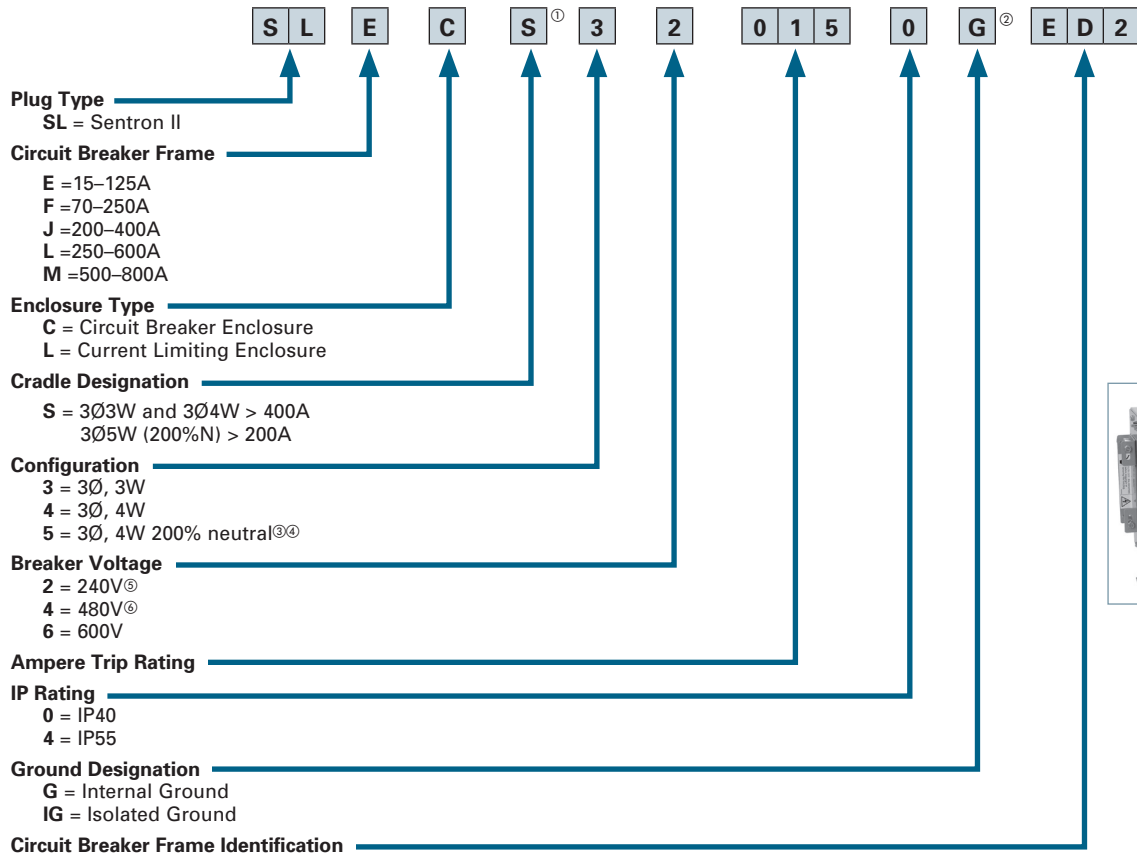 S L E C S① 3 2 0 1 5 0 G② E D 2
Plug Type
SL = Sentron II
Circuit Breaker Frame
E =15–125A
F =70–250A
J =200–400A
L =250–600A
M =500–800A
Enclosure Type
C = Circuit Breaker Enclosure
L = Current Limiting Enclosure
Cradle Designation
S = 3Ø3W and 3Ø4W > 400A
3Ø5W (200%N) > 200A
Configuration
3 = 3Ø, 3W
4 = 3Ø, 4W
5 = 3Ø, 4W 200% neutral③④
Breaker Voltage
2 = 240V⑤
4 = 480V⑥
6 = 600V
Ampere Trip Rating
IP Rating
0 = IP40
4 = IP55
Ground Designation
G = Internal Ground
IG = Isolated Ground
Circuit Breaker Frame Identification